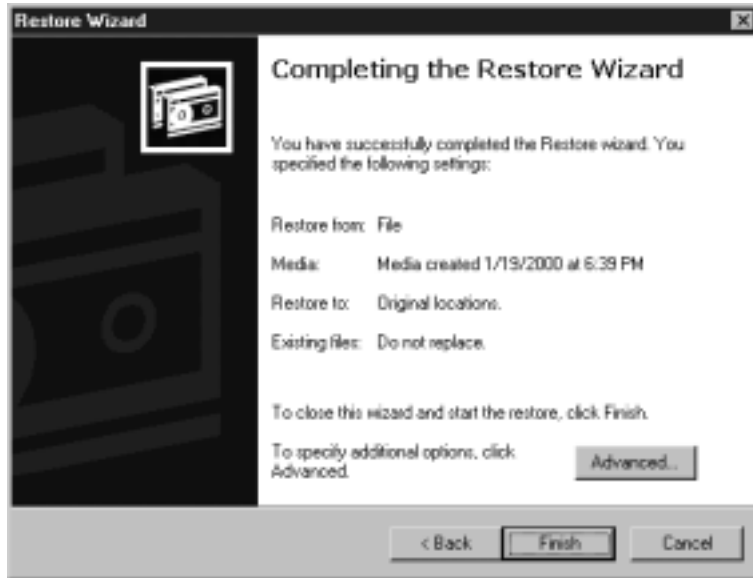 Restore Wizard
Completing the Restore Wizard
You have successfully completed the Restore wizard. You
specified the following settings:
Restore from: File
Media: Media created 1/19/2000 at 6:39 PM
Restore to: Original locations.
Existing files: Do not replace.
To close this wizard and start the restore, click Finish.
To specify additional options, click
Advanced.
Advanced...
< Back Finish Cancel